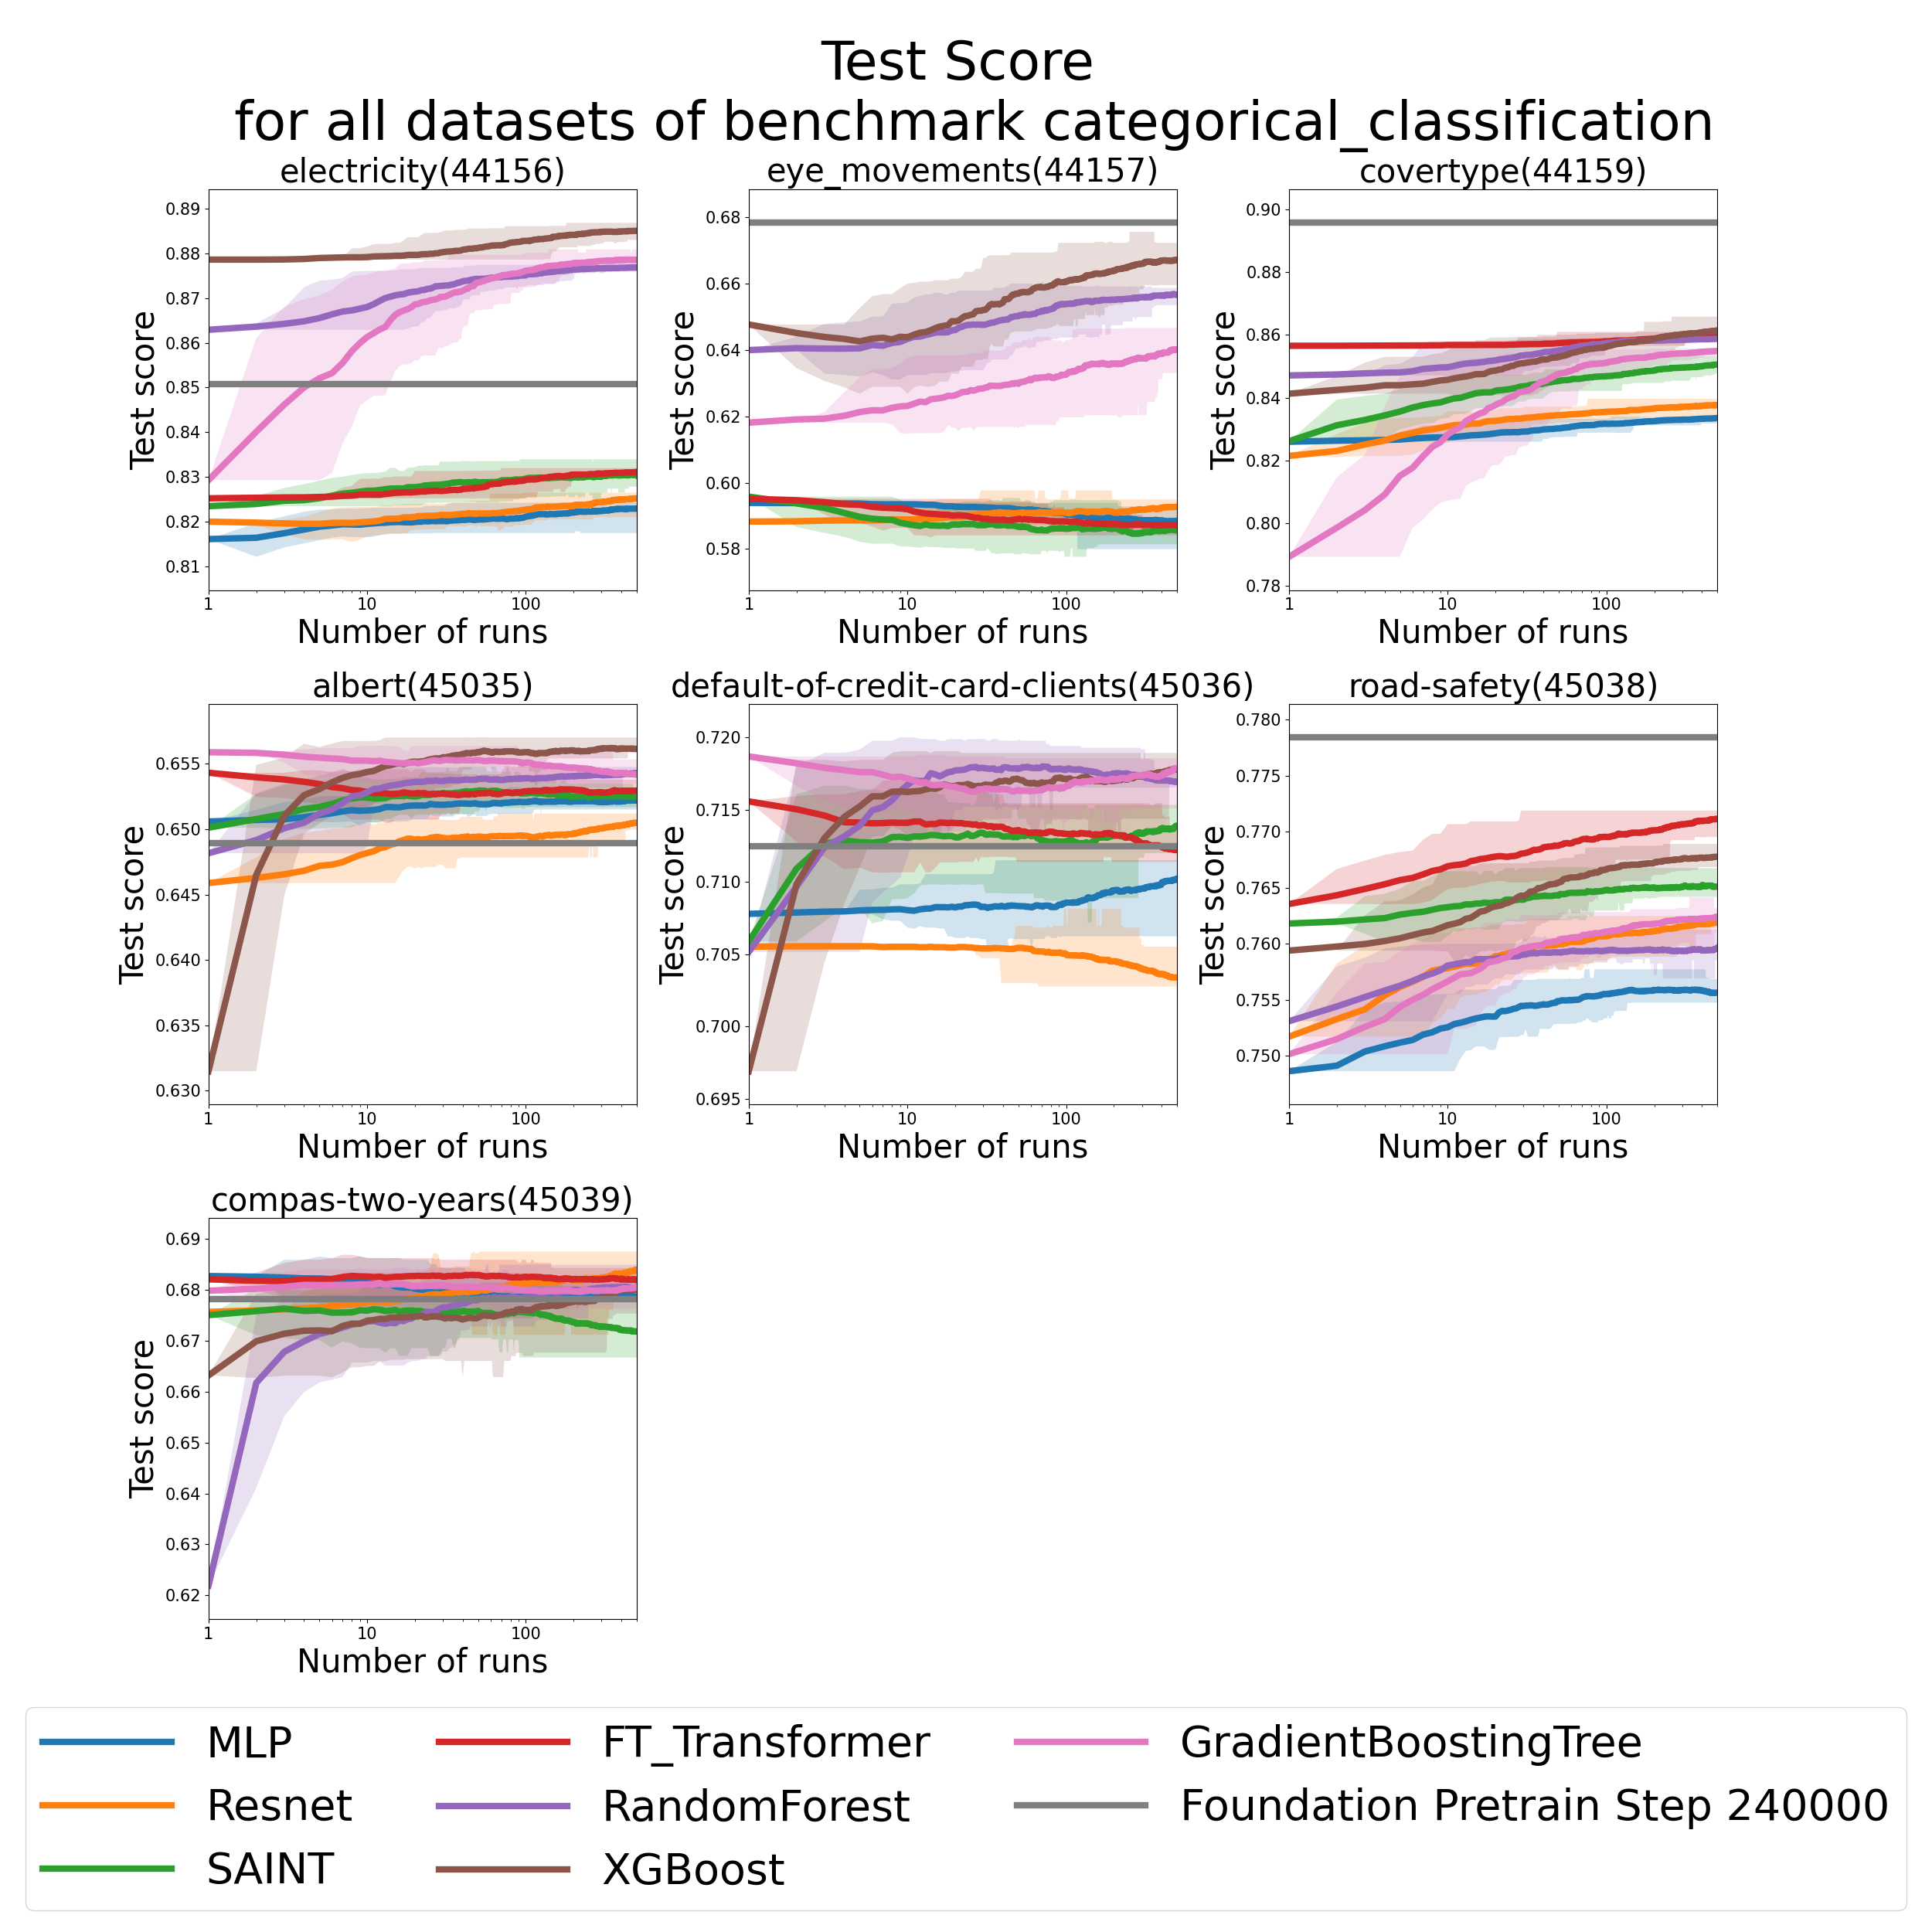 Test Score
for all datasets of benchmark categorical_classification
electricity(44156)
0.89
0.88
0.87
0.86
0.85
0.84
0.83
0.82
0.81
Test score
1 10 100
Number of runs
eye_movements(44157)
0.68
0.66
0.64
0.62
0.60
0.58
Test score
1 10 100
Number of runs
covertype(44159)
0.90
0.88
0.86
0.84
0.82
0.80
0.78
Test score
1 10 100
Number of runs
albert(45035)
0.655
0.650
0.645
0.640
0.635
0.630
Test score
1 10 100
Number of runs
default-of-credit-card-clients(45036)
0.720
0.715
0.710
0.705
0.700
0.695
Test score
1 10 100
Number of runs
road-safety(45038)
0.780
0.775
0.770
0.765
0.760
0.755
0.750
Test score
1 10 100
Number of runs
compas-two-years(45039)
0.69
0.68
0.67
0.66
0.65
0.64
0.63
0.62
Test score
1 10 100
Number of runs
MLP
Resnet
SAINT
FT_Transformer
RandomForest
XGBoost
GradientBoostingTree
Foundation Pretrain Step 240000